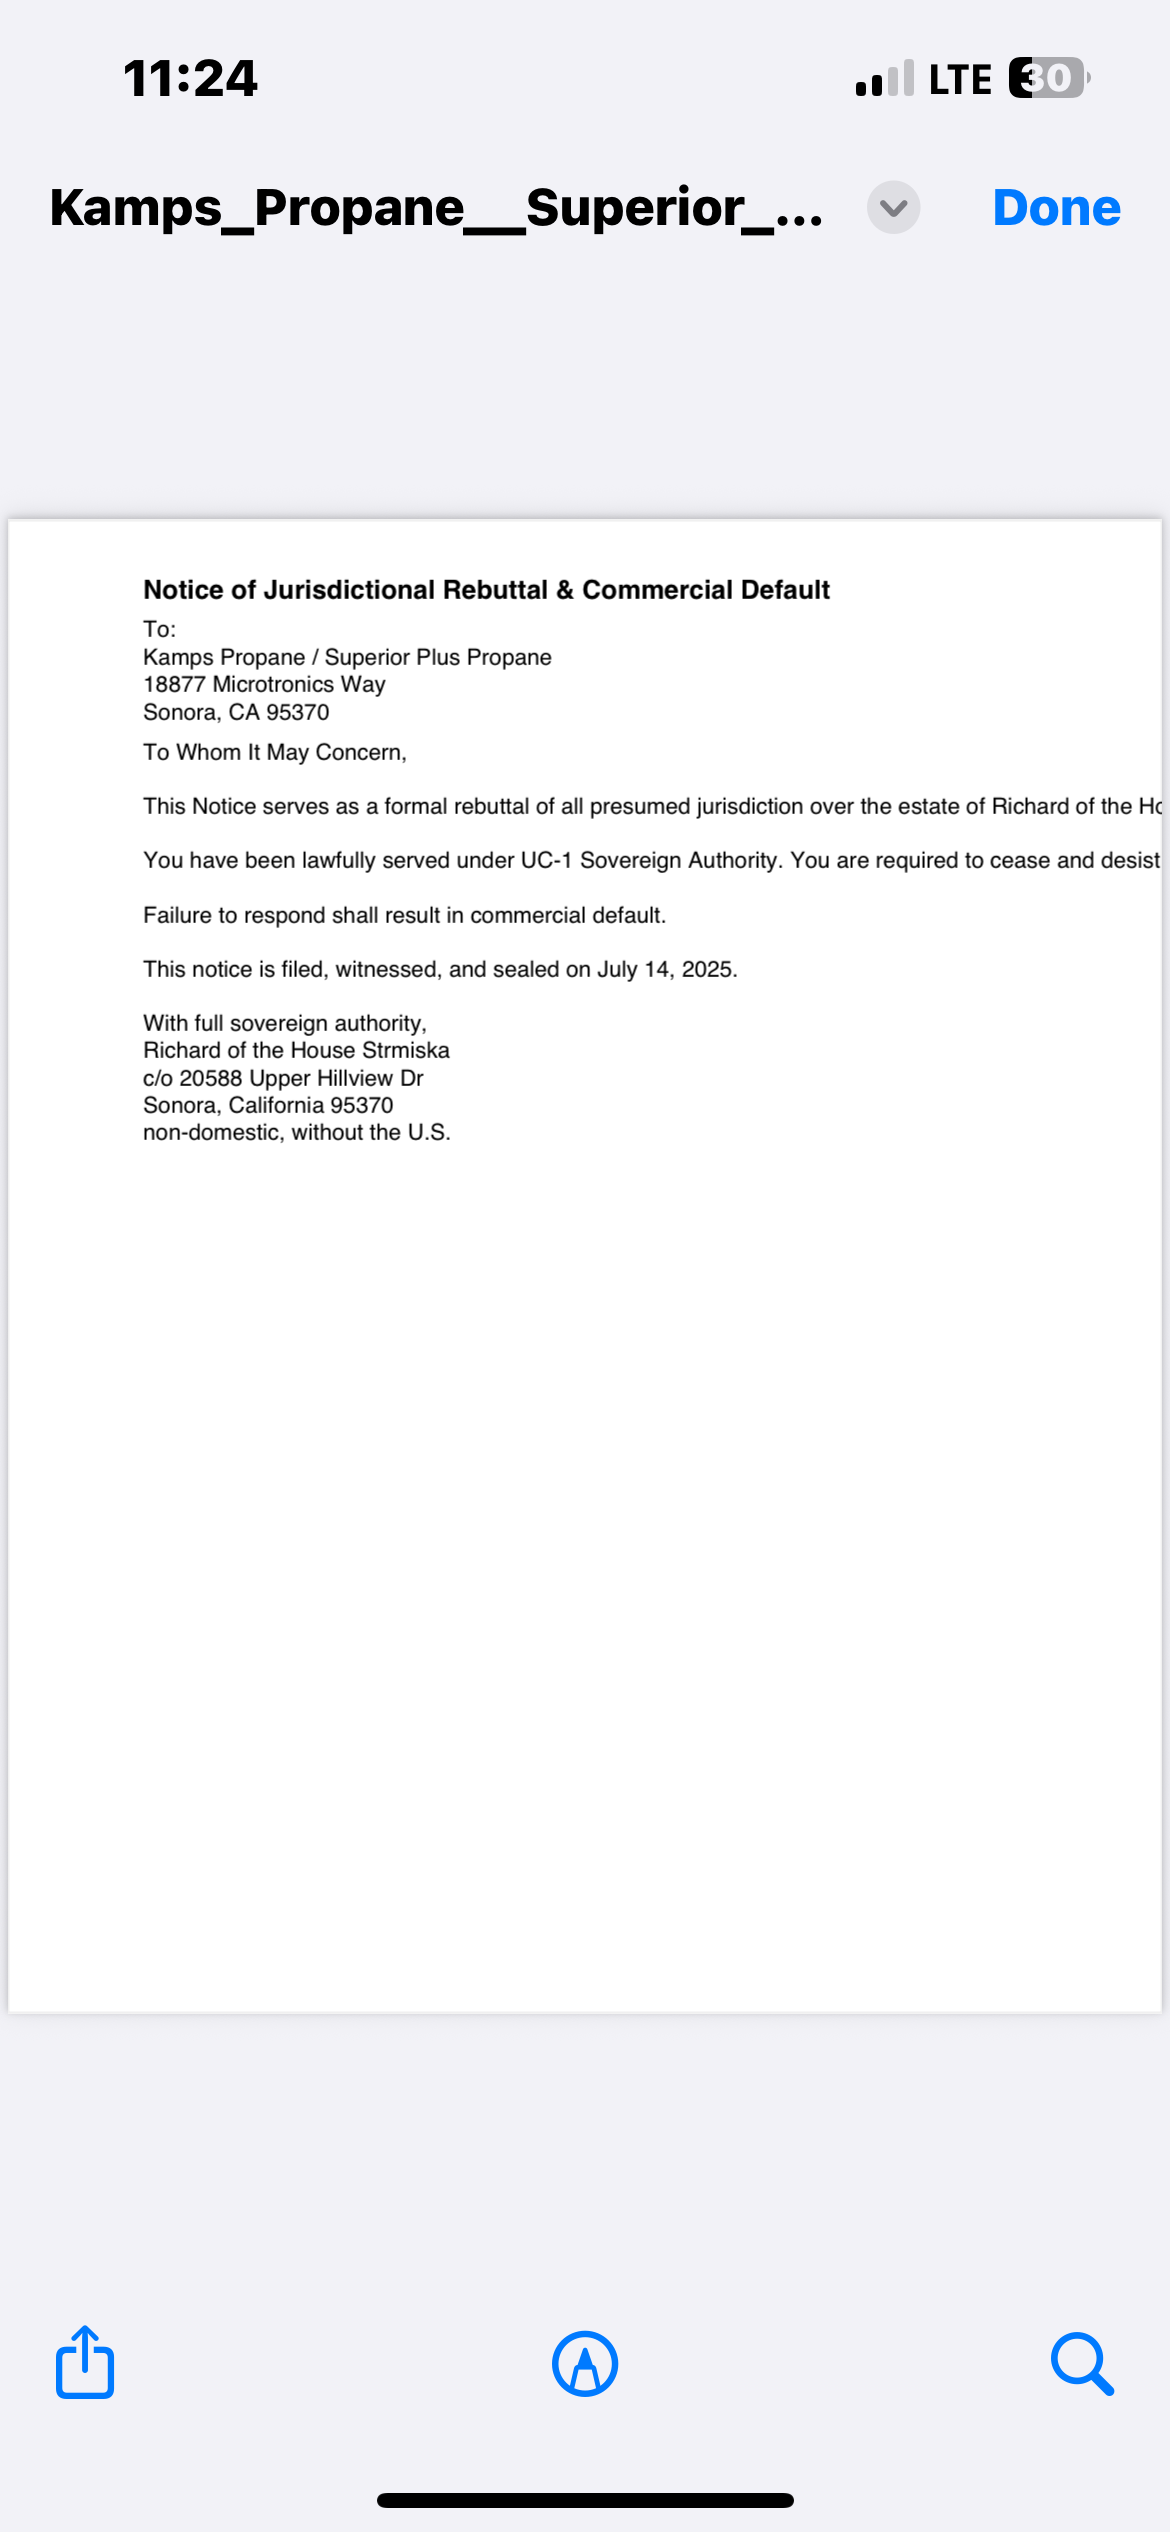 11:24
LTE
30
Kamps_Propane__Superior_...
Done
Notice of Jurisdictional Rebuttal & Commercial Default
To:
Kamps Propane / Superior Plus Propane
18877 Microtronics Way
Sonora, CA 95370
To Whom It May Concern,
This Notice serves as a formal rebuttal of all presumed jurisdiction over the estate of Richard of the
You have been lawfully served under UC-1 Sovereign Authority. You are required to cease and desist
Failure to respond shall result in commercial default.
This notice is filed, witnessed, and sealed on July 14, 2025.
With full sovereign authority,
Richard of the House Strmiska
c/o 20588 Upper Hillview Dr
Sonora, California 95370
non-domestic, without the U.S.